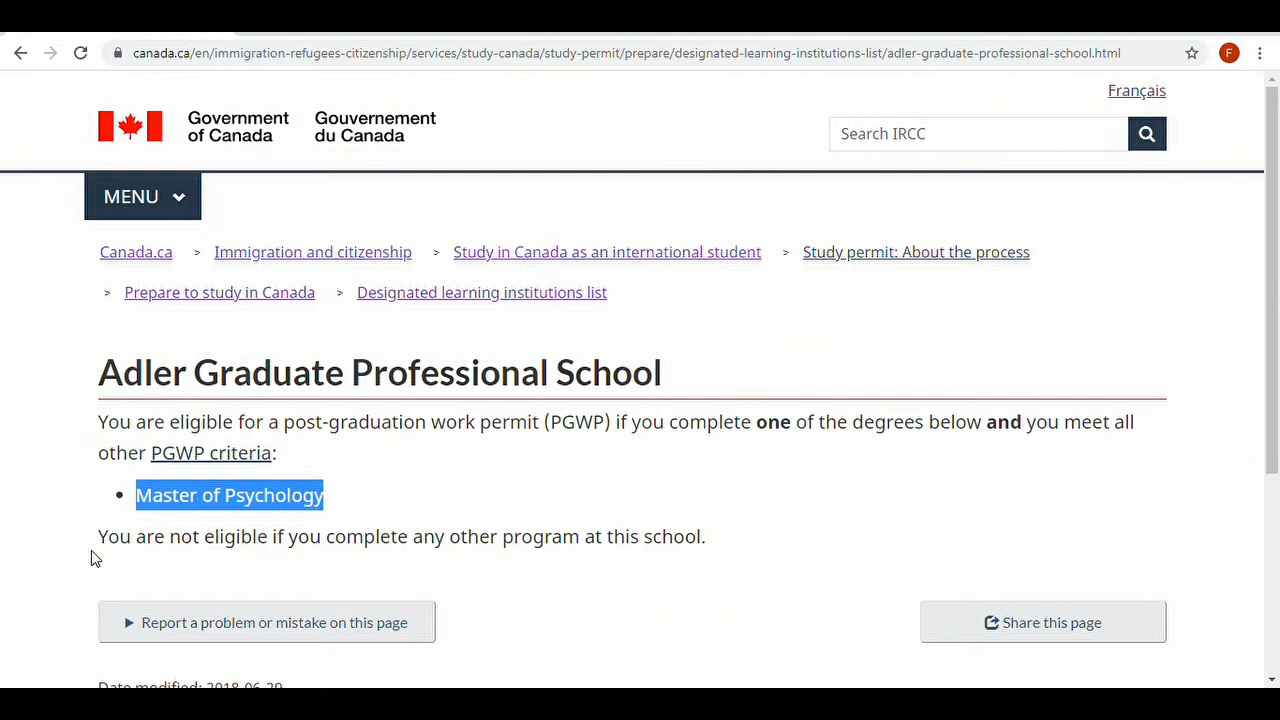 canada.ca/en/immigration-refugees-citizenship/services/study-canada/study-permit/prepare/designated-learning-institutions-list/adler-graduate-professional-school.html
F
Français
Government of Canada
Gouvernement du Canada
Search IRCC
MENU
Canada.ca > Immigration and citizenship > Study in Canada as an international student > Study permit: About the process
> Prepare to study in Canada > Designated learning institutions list
Adler Graduate Professional School
You are eligible for a post-graduation work permit (PGWP) if you complete one of the degrees below and you meet all
other PGWP criteria:
• Master of Psychology
You are not eligible if you complete any other program at this school.
Report a problem or mistake on this page
Share this page
Date modified: 2018-06-29